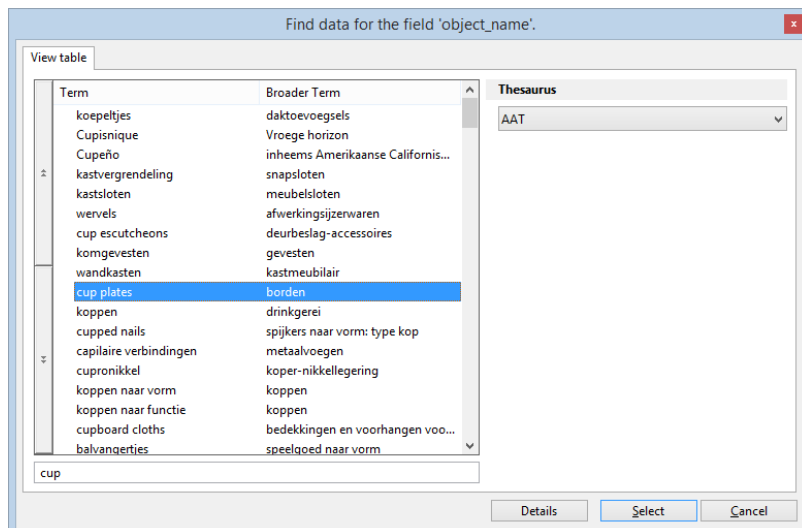 Find data for the field 'object_name'.
x
View table
Term Broader Term
koepeltjes daktoevoegsels
Cupisnique Vroege horizon
Cupeño inheems Amerikaanse Californis...
kastvergrendeling snapsloten
kastsloten meubelsloten
wervels afwerkingsijzerwaren
cup escutcheons deurbeslag-accessoires
komgevesten gevesten
wandkasten kastmeubilair
cup plates borden
koppen drinkgerei
cupped nails spijkers naar vorm: type kop
capilaire verbindingen metaalvoegen
cupronikkel koper-nikkellegering
koppen naar vorm koppen
koppen naar functie koppen
cupboard cloths bedekkingen en voorhangen voo...
balvangertjes speelgoed naar vorm
cup
Thesaurus
AAT
Details Select Cancel